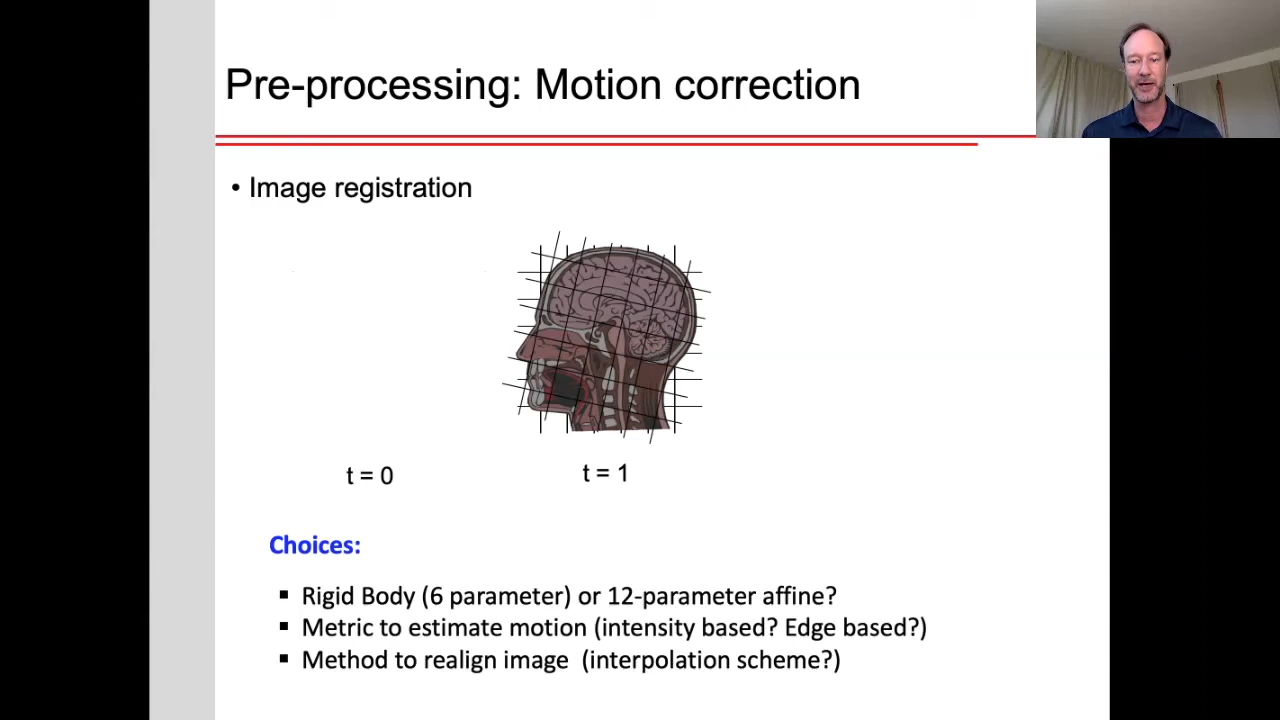 Pre-processing: Motion correction
• Image registration
t = 0
t = 1
Choices:
▪ Rigid Body (6 parameter) or 12-parameter affine?
▪ Metric to estimate motion (intensity based? Edge based?)
▪ Method to realign image (interpolation scheme?)